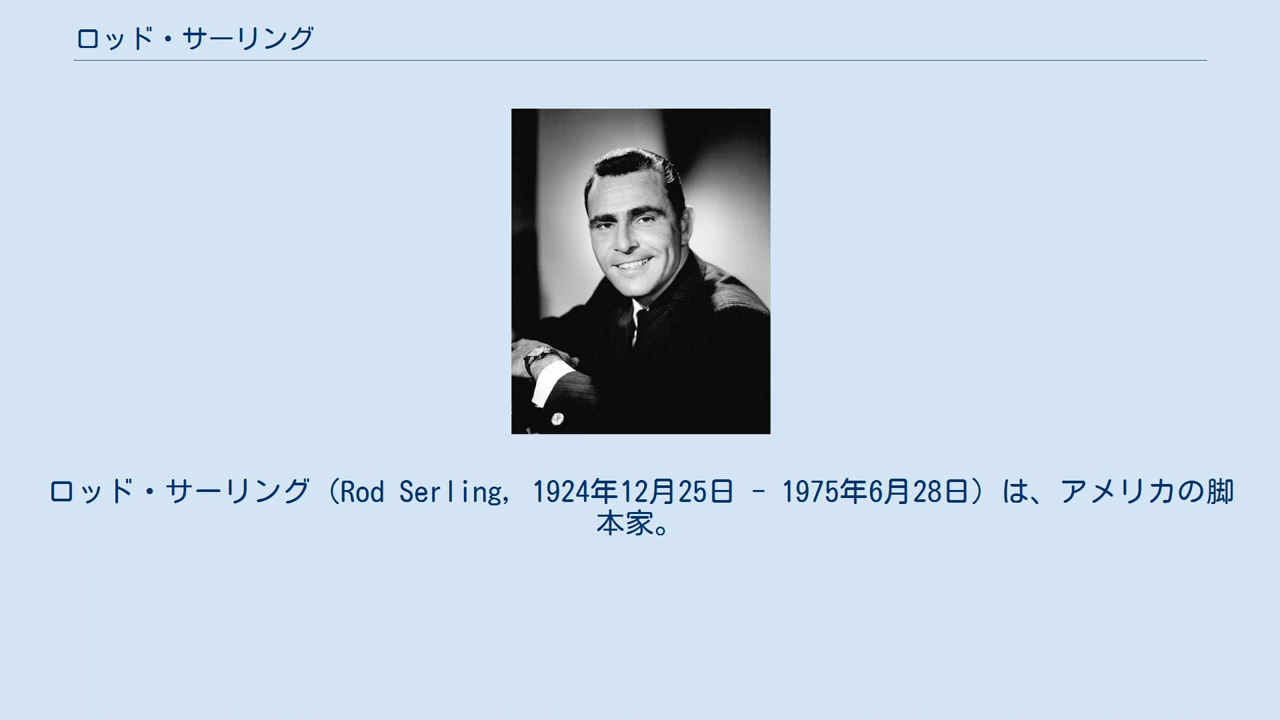 ロッド・サーリング
ロッド・サーリング（Rod Serling, 1924年12月25日 - 1975年6月28日）は、アメリカの脚
本家。